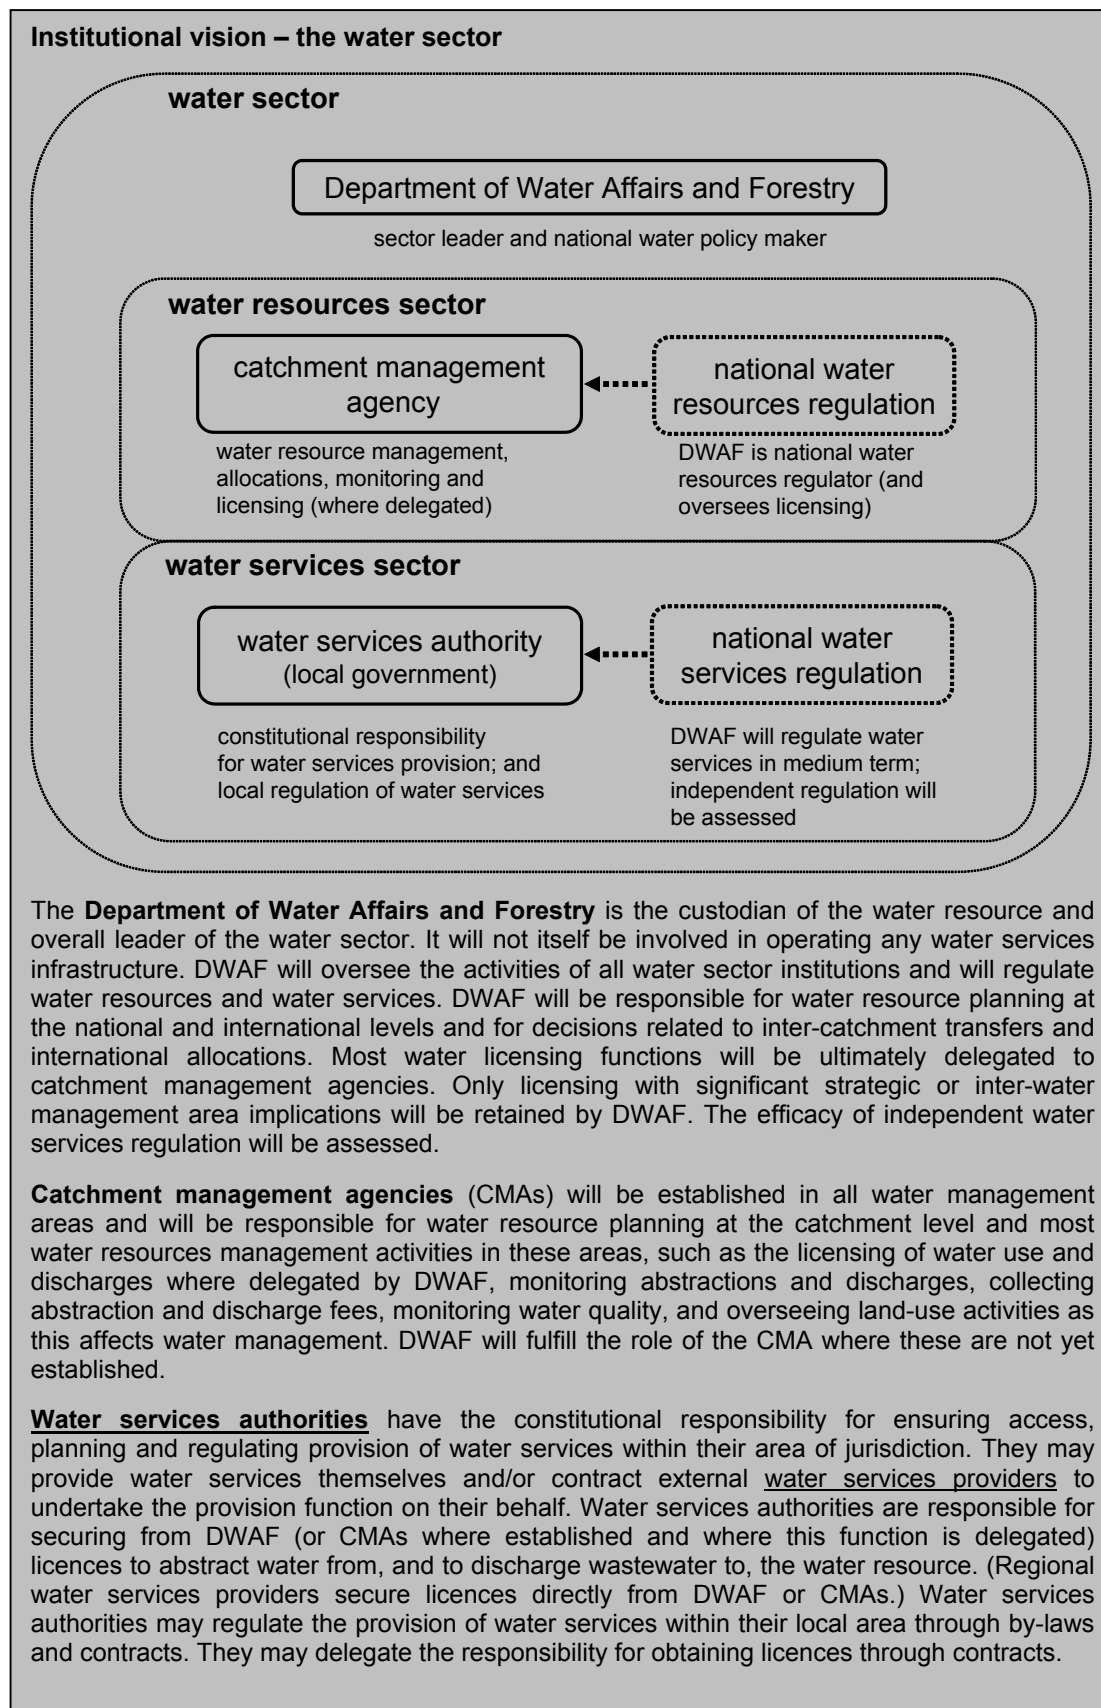 Institutional vision – the water sector
water sector
Department of Water Affairs and Forestry
sector leader and national water policy maker
water resources sector
catchment management
agency
national water
resources regulation
water resource management,
allocations, monitoring and
licensing (where delegated)
DWAF is national water
resources regulator (and
oversees licensing)
water services sector
water services authority
(local government)
national water
services regulation
constitutional responsibility
for water services provision; and
local regulation of water services
DWAF will regulate water
services in medium term;
independent regulation will
be assessed
The Department of Water Affairs and Forestry is the custodian of the water resource and
overall leader of the water sector. It will not itself be involved in operating any water services
infrastructure. DWAF will oversee the activities of all water sector institutions and will regulate
water resources and water services. DWAF will be responsible for water resource planning at
the national and international levels and for decisions related to inter-catchment transfers and
international allocations. Most water licensing functions will be ultimately delegated to
catchment management agencies. Only licensing with significant strategic or inter-water
management area implications will be retained by DWAF. The efficacy of independent water
services regulation will be assessed.
Catchment management agencies (CMAs) will be established in all water management
areas and will be responsible for water resource planning at the catchment level and most
water resources management activities in these areas, such as the licensing of water use and
discharges where delegated by DWAF, monitoring abstractions and discharges, collecting
abstraction and discharge fees, monitoring water quality, and overseeing land-use activities as
this affects water management. DWAF will fulfill the role of the CMA where these are not yet
established.
Water services authorities have the constitutional responsibility for ensuring access,
planning and regulating provision of water services within their area of jurisdiction. They may
provide water services themselves and/or contract external water services providers to
undertake the provision function on their behalf. Water services authorities are responsible for
securing from DWAF (or CMAs where established and where this function is delegated)
licences to abstract water from, and to discharge wastewater to, the water resource. (Regional
water services providers secure licences directly from DWAF or CMAs.) Water services
authorities may regulate the provision of water services within their local area through by-laws
and contracts. They may delegate the responsibility for obtaining licences through contracts.